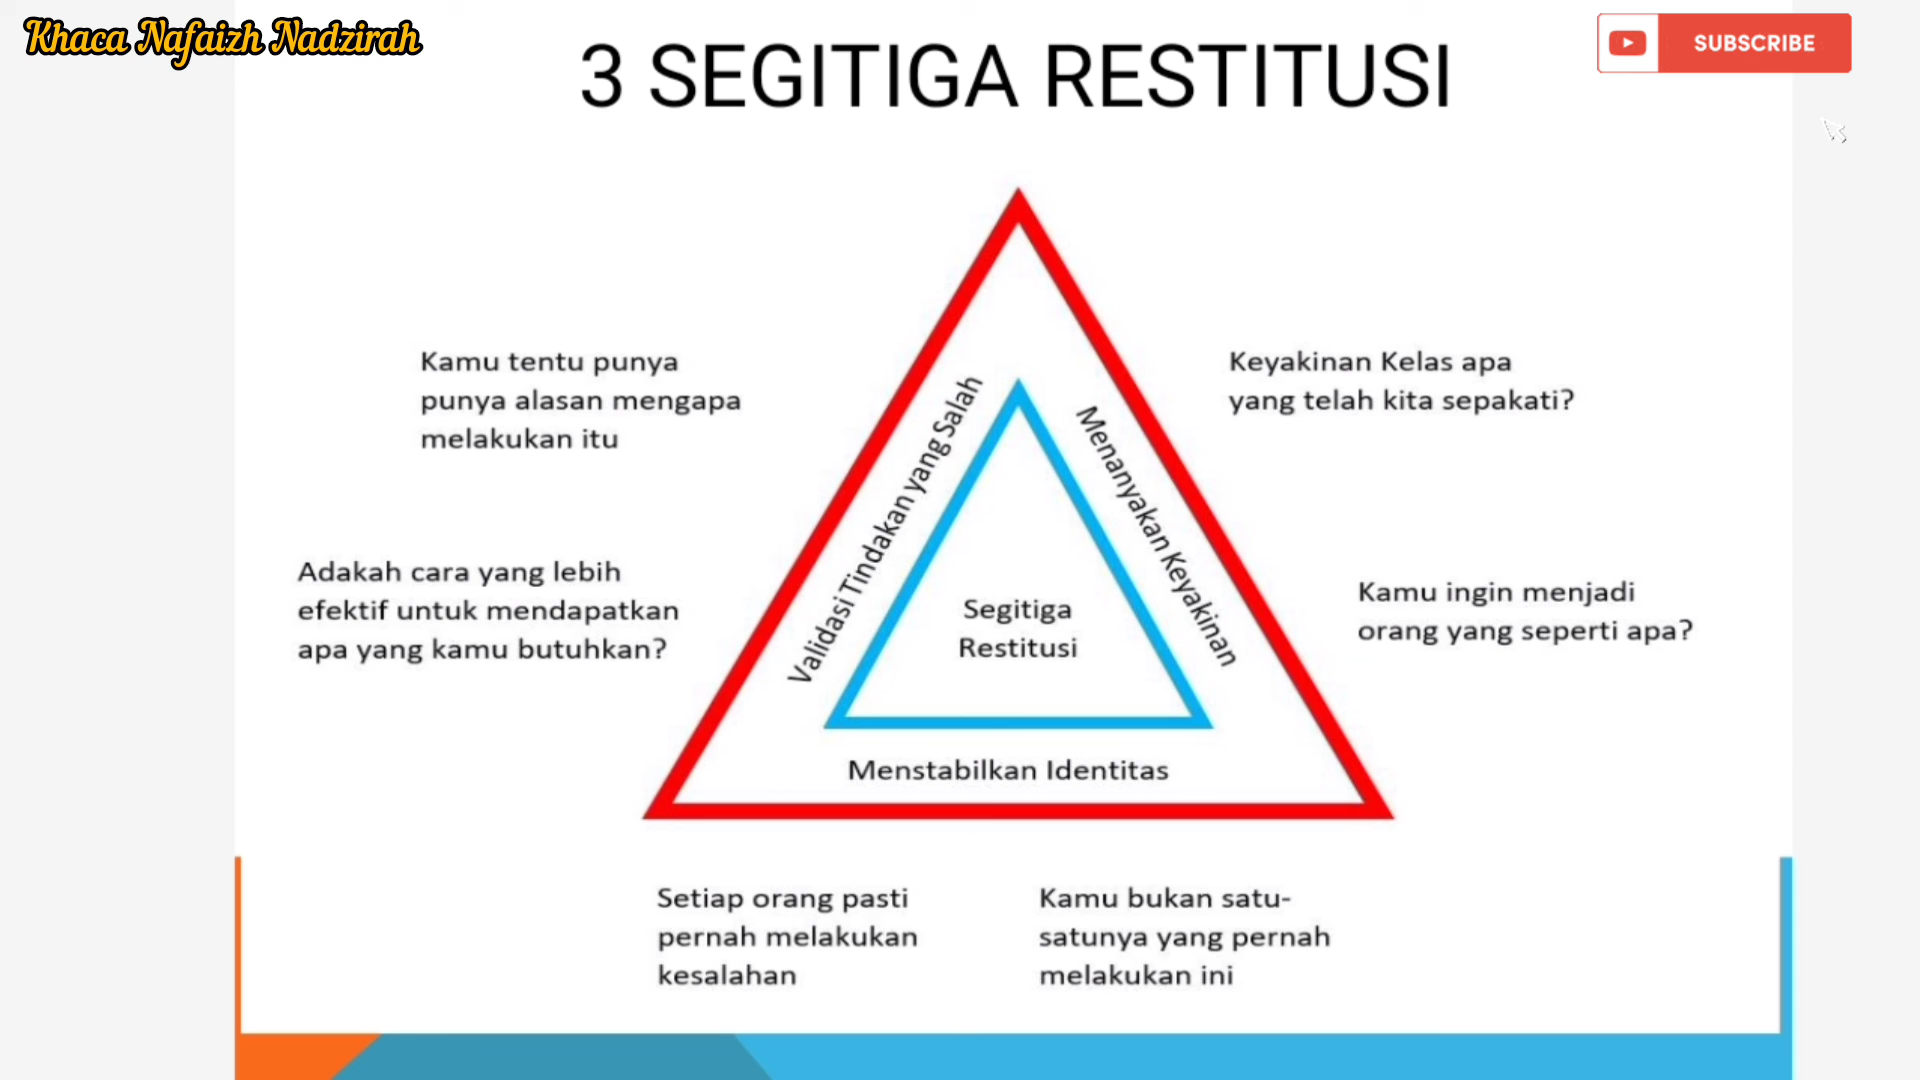 Khaca Nafaizh Nadzirah
SUBSCRIBE
3 SEGITIGA RESTITUSI
Kamu tentu punya
punya alasan mengapa
melakukan itu
Keyakinan Kelas apa
yang telah kita sepakati?
Validasi Tindakan yang Salah
Menanyakan Keyakinan
Adakah cara yang lebih
efektif untuk mendapatkan
apa yang kamu butuhkan?
Segitiga
Restitusi
Kamu ingin menjadi
orang yang seperti apa?
Menstabilkan Identitas
Setiap orang pasti
pernah melakukan
kesalahan
Kamu bukan satu-
satunya yang pernah
melakukan ini